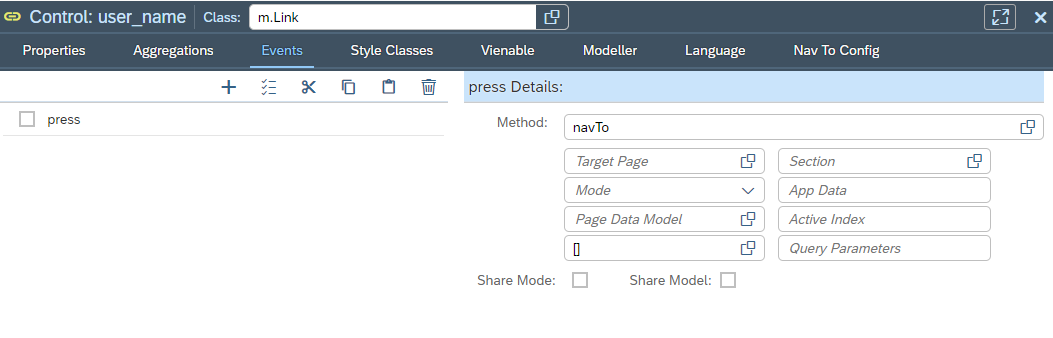 Control: user_name Class: m.Link
Properties Aggregations Events Style Classes Vienable Modeller Language Nav To Config
press Details:
press
Method: navTo
Target Page Section
Mode App Data
Page Data Model Active Index
[] Query Parameters
Share Mode: Share Model: